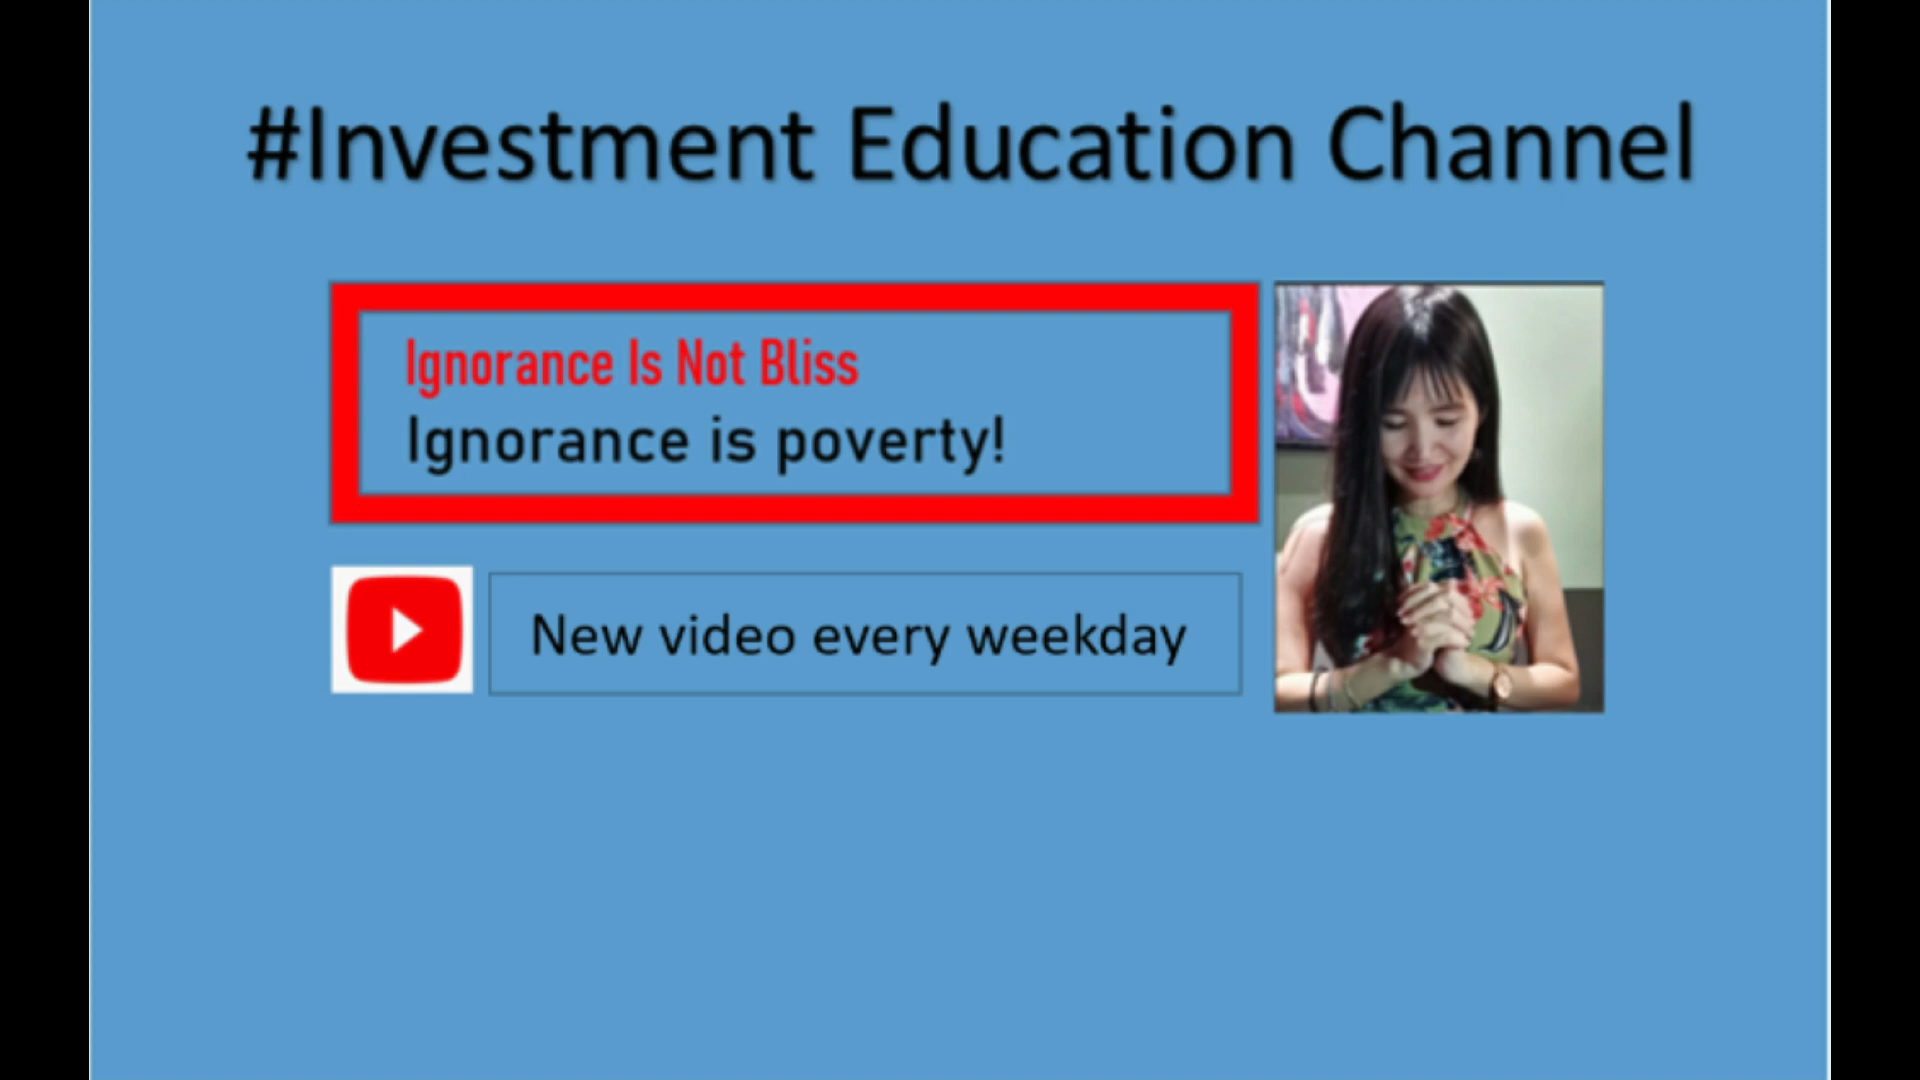 #Investment Education Channel
Ignorance Is Not Bliss
Ignorance is poverty!
New video every weekday